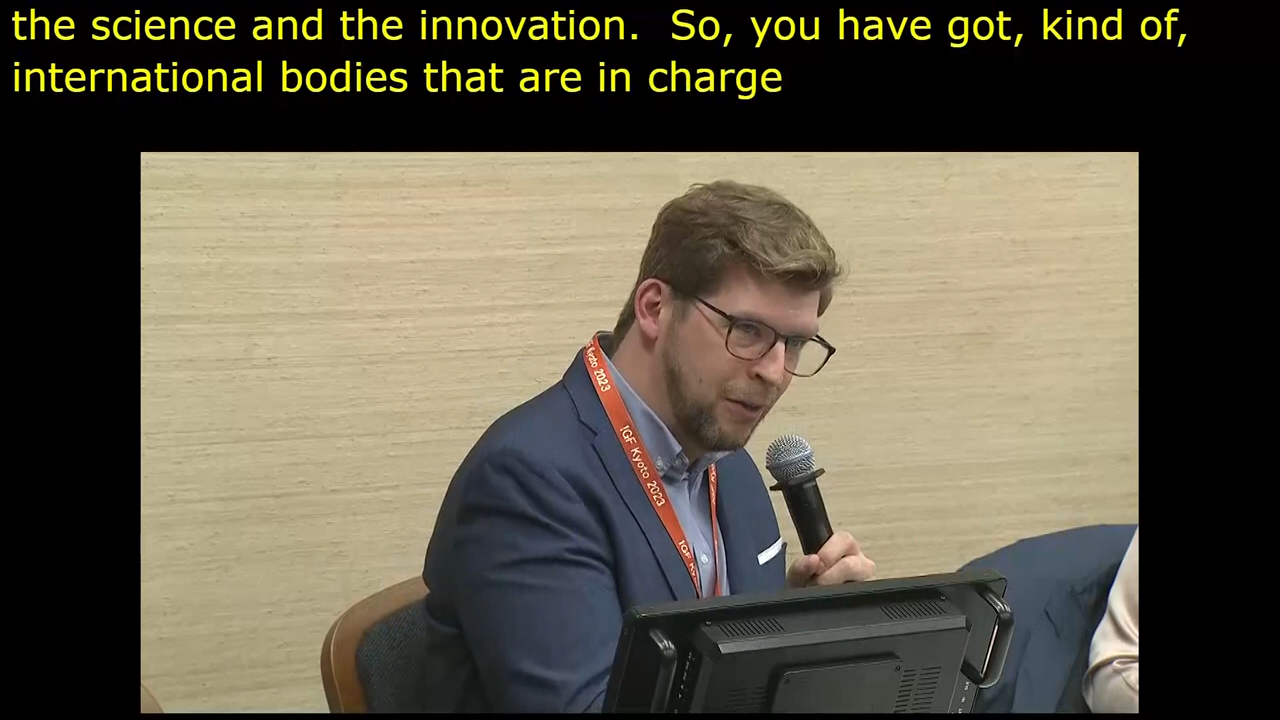 the science and the innovation.  So, you have got, kind of,
international bodies that are in charge
Kyoto 2023
IGF Kyoto 2023
IGF Ky